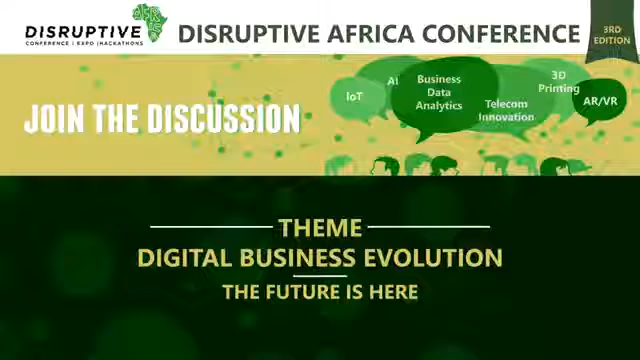 DISRUPTIVE
CONFERENCE | EXPO | HACKATHONS
DISRUPTIVE AFRICA CONFERENCE
3RD
EDITION
JOIN THE DISCUSSION
IoT
AI
Business
Data
Analytics
Telecom
Innovation
3D
Printing
AR/VR
THEME
DIGITAL BUSINESS EVOLUTION
THE FUTURE IS HERE